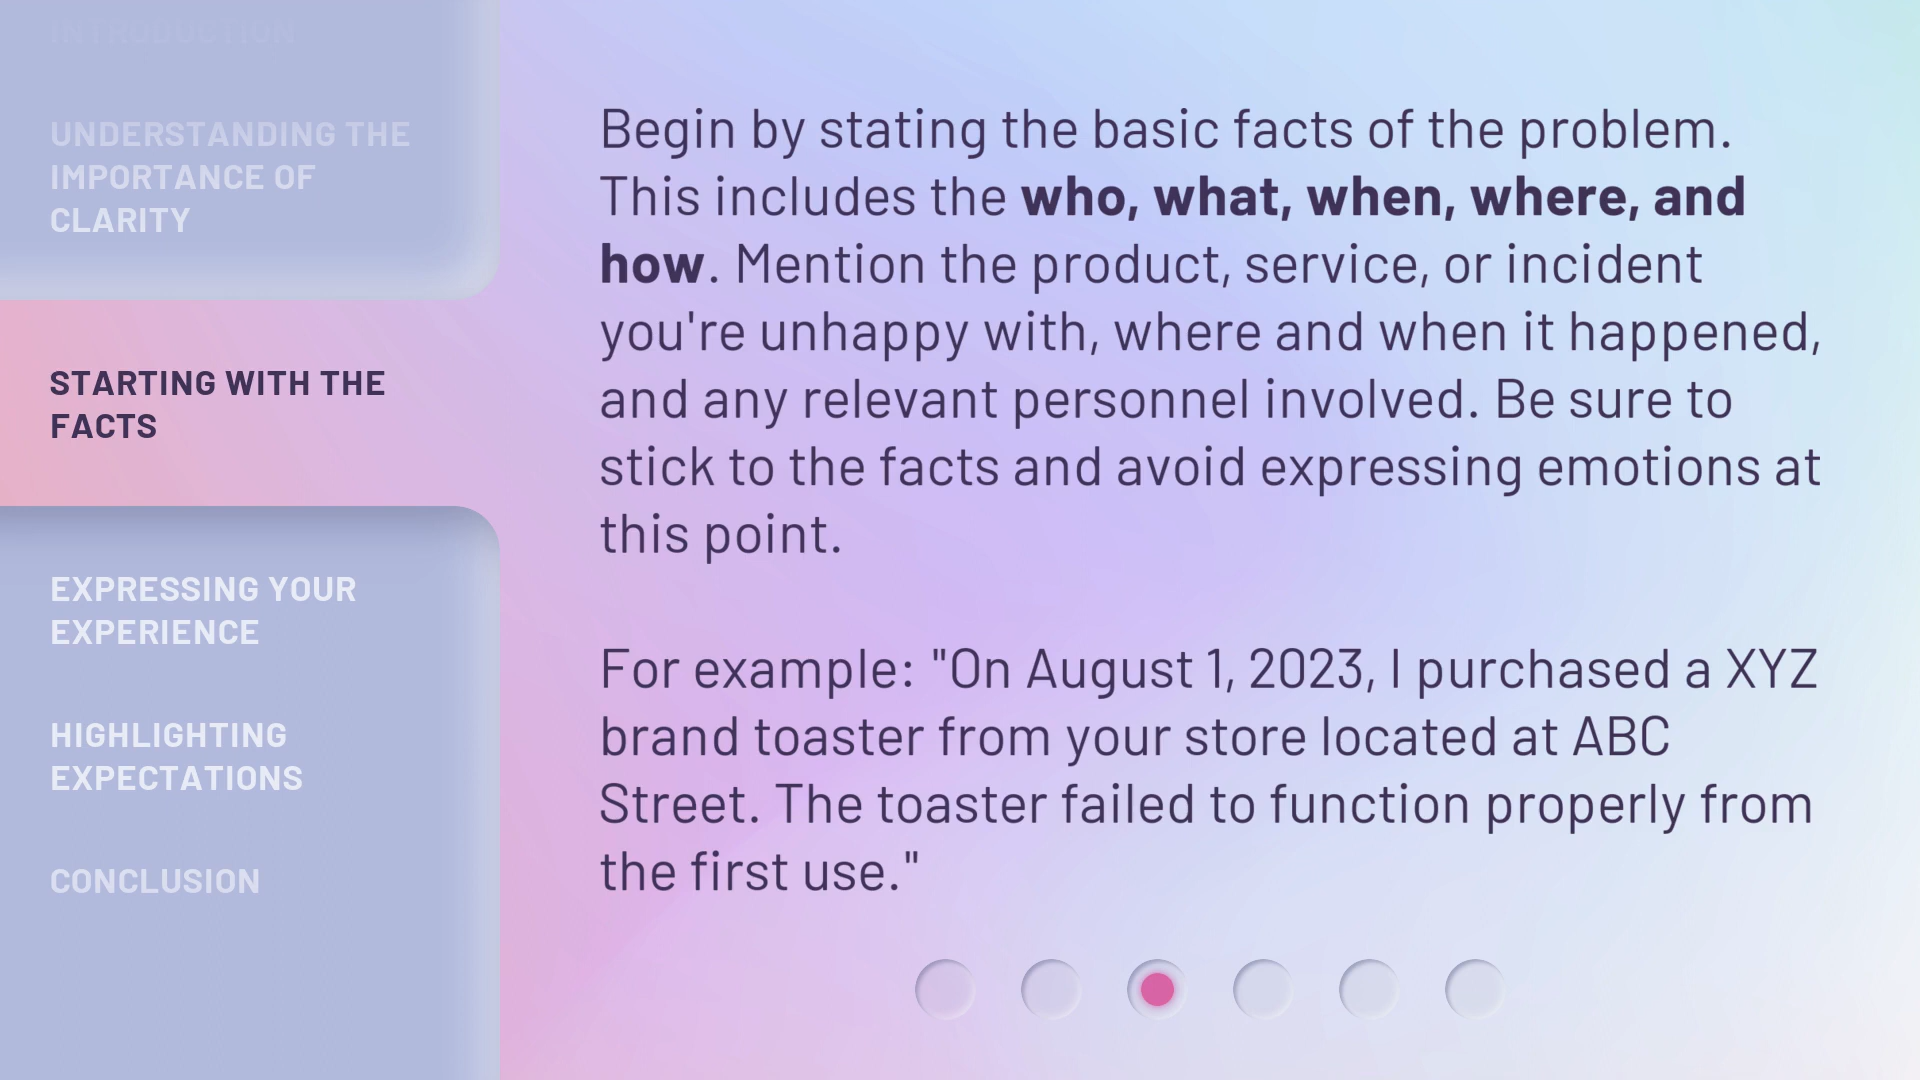 INTRODUCTION
UNDERSTANDING THE
IMPORTANCE OF
CLARITY
STARTING WITH THE
FACTS
EXPRESSING YOUR
EXPERIENCE
HIGHLIGHTING
EXPECTATIONS
CONCLUSION
Begin by stating the basic facts of the problem.
This includes the who, what, when, where, and
how. Mention the product, service, or incident
you're unhappy with, where and when it happened,
and any relevant personnel involved. Be sure to
stick to the facts and avoid expressing emotions at
this point.
For example: "On August 1, 2023, I purchased a XYZ
brand toaster from your store located at ABC
Street. The toaster failed to function properly from
the first use."